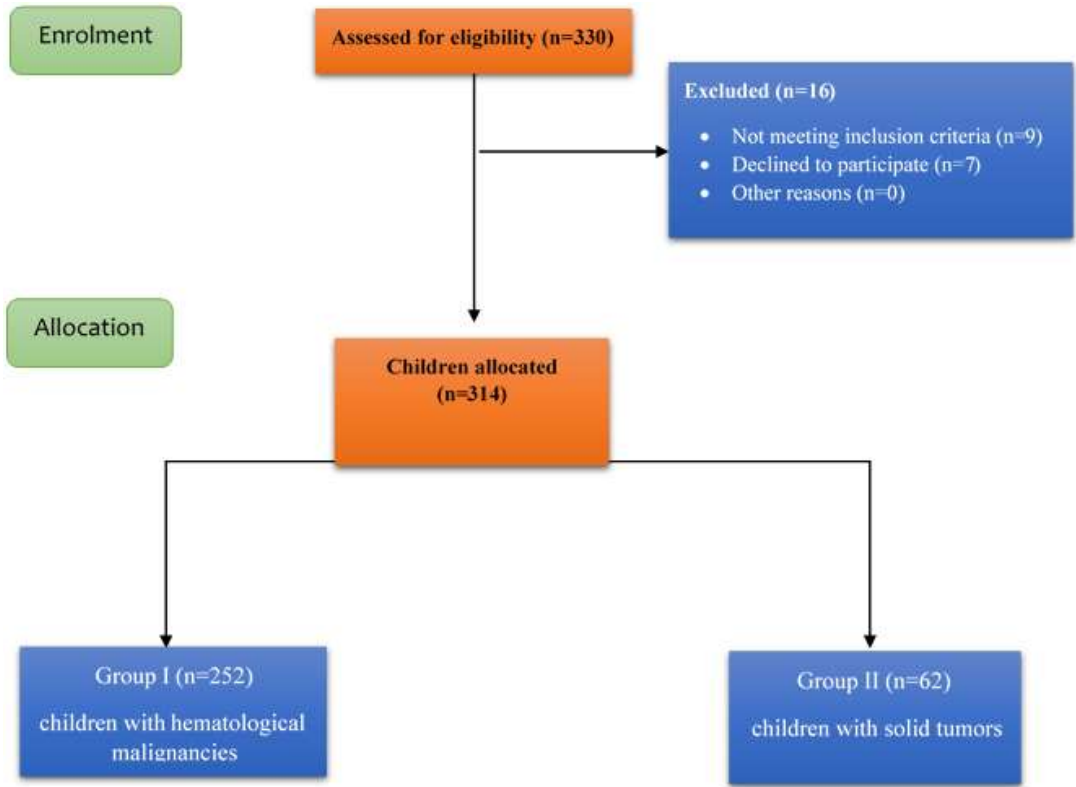 Enrolment
Assessed for eligibility (n=330)
Excluded (n=16)
• Not meeting inclusion criteria (n=9)
• Declined to participate (n=7)
• Other reasons (n=0)
Allocation
Children allocated
(n=314)
Group I (n=252)
children with hematological
malignancies
Group II (n=62)
children with solid tumors